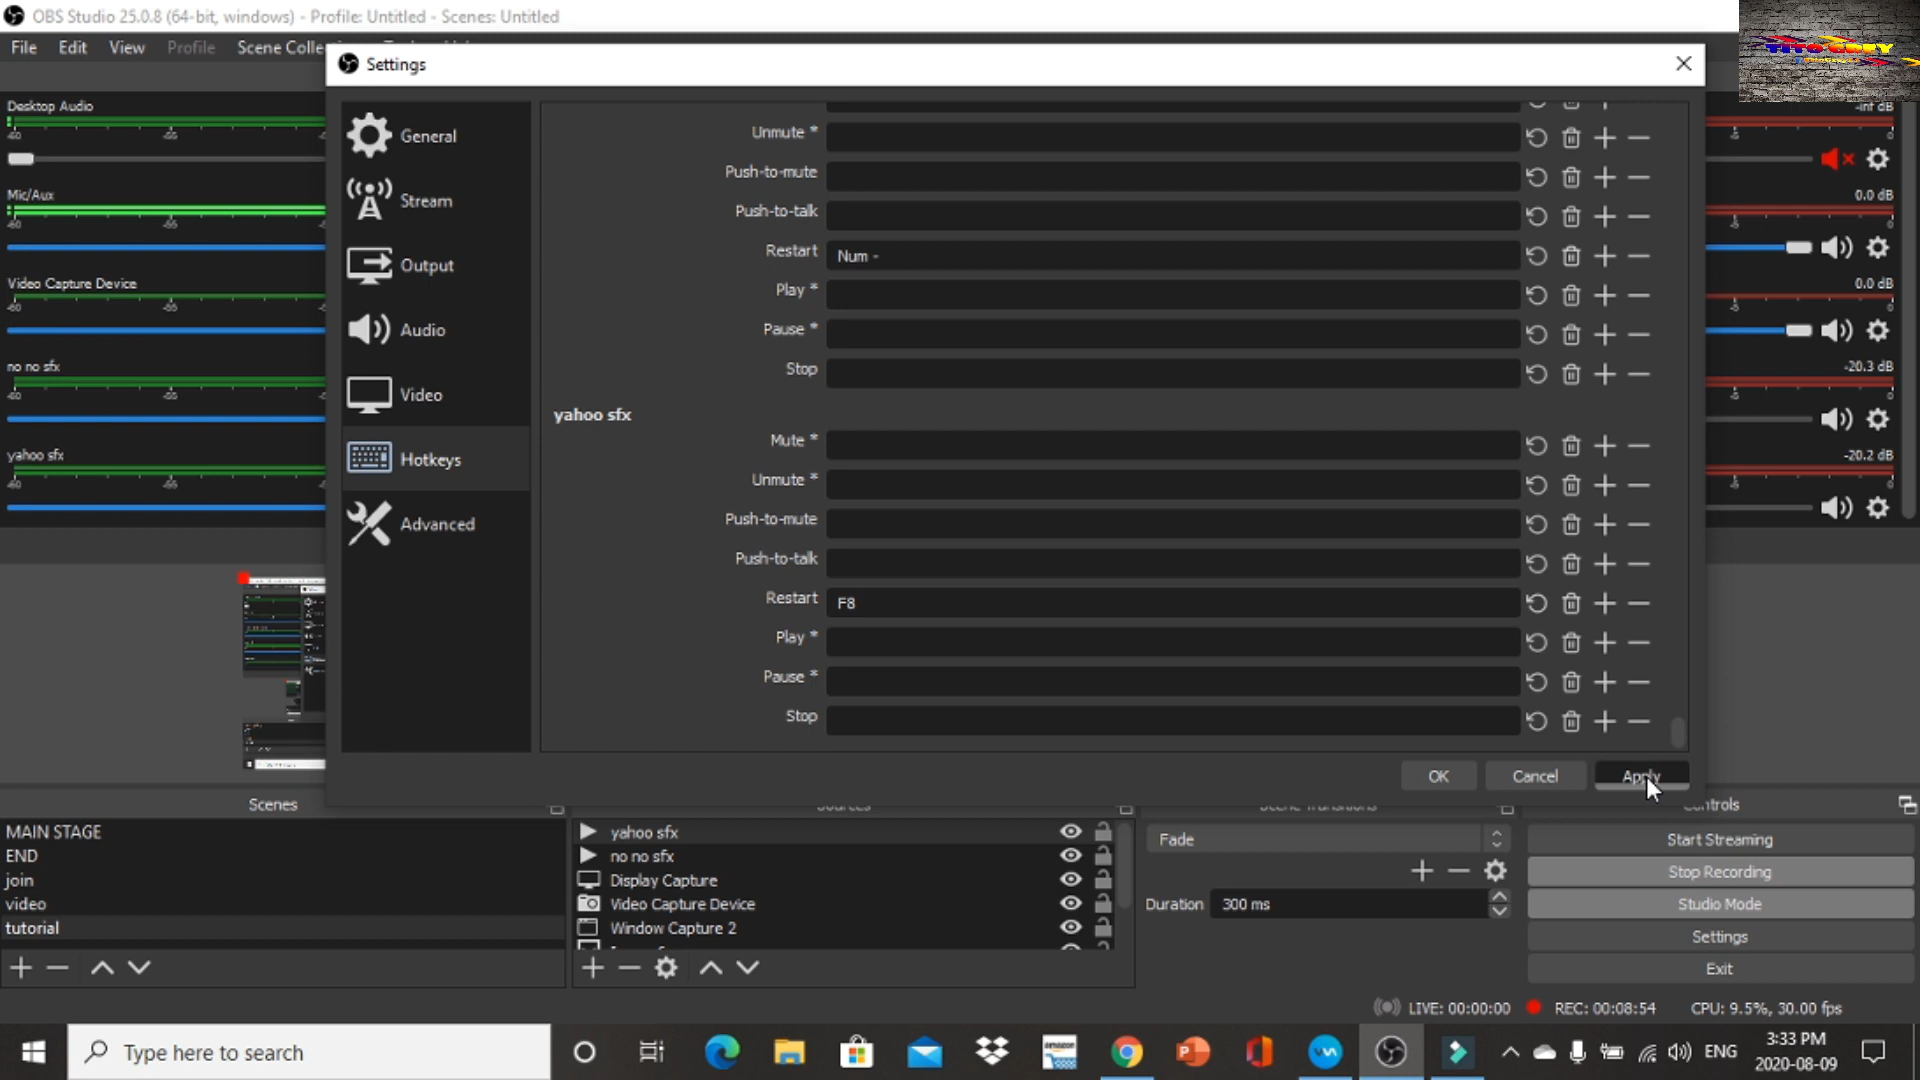 OBS Studio 25.0.8 (64-bit, windows) - Profile: Untitled - Scenes: Untitled
File Edit View Profile Scene Colle
Settings
Desktop Audio
Mic/Aux
Video Capture Device
no no sfx
yahoo sfx
General
Stream
Output
Audio
Video
Hotkeys
Advanced
Unmute *
Push-to-mute
Push-to-talk
Restart Num -
Play *
Pause *
Stop
yahoo sfx
Mute *
Unmute *
Push-to-mute
Push-to-talk
Restart F8
Play *
Pause *
Stop
OK Cancel Apply
-inf dB
0.0 dB
0.0 dB
-20.3 dB
-20.2 dB
Scenes
MAIN STAGE
END
join
video
tutorial
Sources
yahoo sfx
no no sfx
Display Capture
Video Capture Device
Window Capture 2
Scene Transitions
Fade
Duration 300 ms
Controls
Start Streaming
Stop Recording
Studio Mode
Settings
Exit
LIVE: 00:00:00 REC: 00:08:54 CPU: 9.5%, 30.00 fps
Type here to search
ENG
3:33 PM
2020-08-09